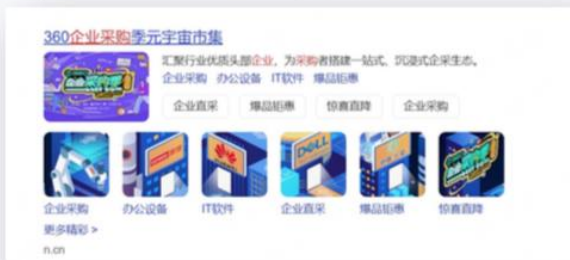 360企业采购季元宇宙市集
汇聚行业优质头部企业，为采购者搭建一站式、沉浸式企采生态。
企业采购 办公设备 IT软件 爆品钜惠
企业直采 爆品钜惠 惊喜直降 企业采购
DELL
企业采购 办公设备 IT软件 企业直采 爆品钜惠 惊喜直降
更多精彩 >
n.cn